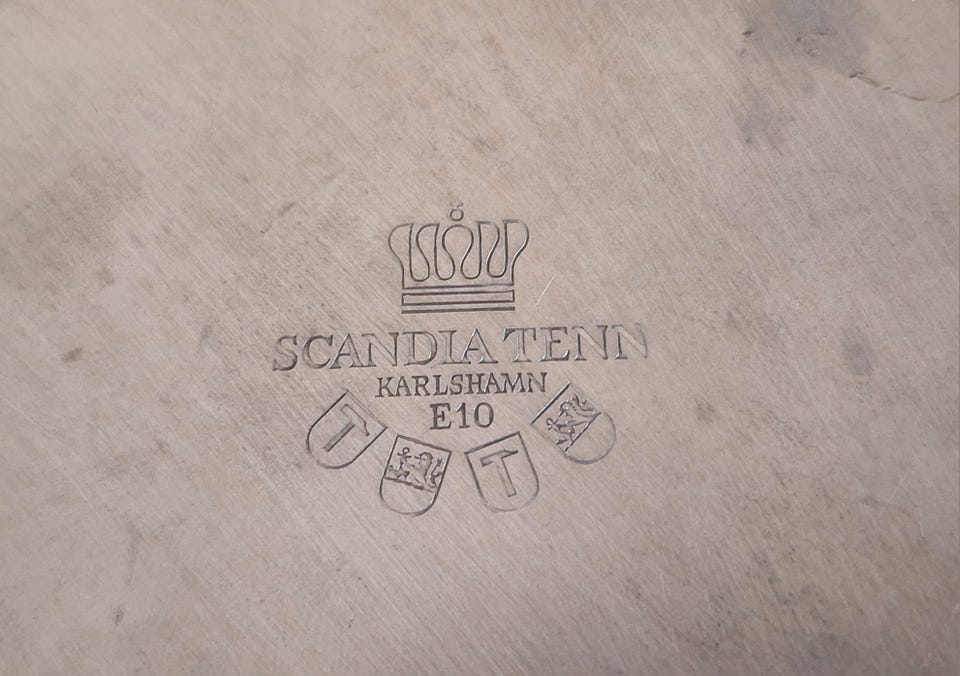 SCANDIA TENN
KARLSHAMN
E10
T T